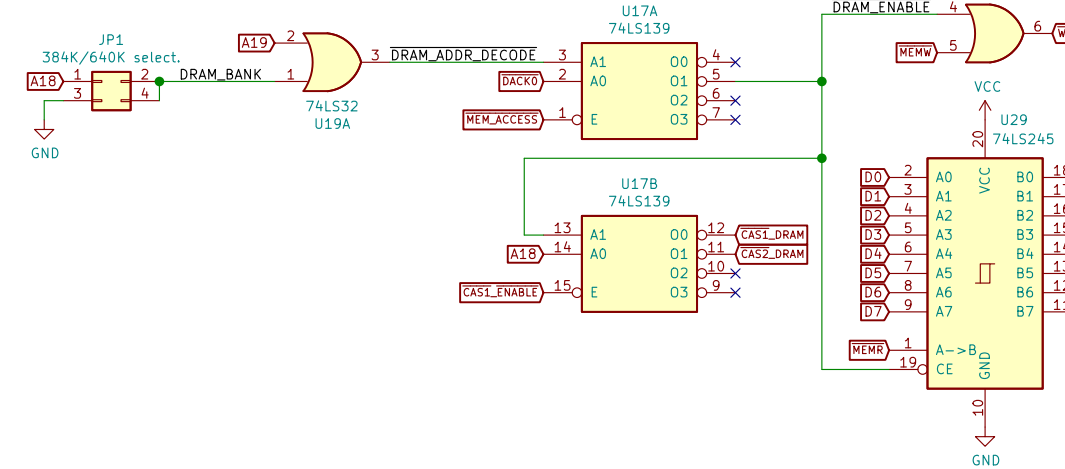 JP1
384K/640K select.
A18
1
2
3
4
GND
DRAM_BANK
A19
2
1
3
74LS32
U19A
DRAM_ADDR_DECODE
U17A
74LS139
3
A1
DACK0
2
A0
MEM_ACCESS
1
E
O0
4
O1
5
O2
6
O3
7
U17B
74LS139
13
A1
A18
14
A0
CAS1_ENABLE
15
E
O0
12
CAS1_DRAM
O1
11
CAS2_DRAM
O2
10
O3
9
DRAM_ENABLE
4
MEMW
5
6
VCC
20
U29
74LS245
VCC
D0 2 A0 B0
D1 3 A1 B1
D2 4 A2 B2
D3 5 A3 B3
D4 6 A4 B4
D5 7 A5 B5
D6 8 A6 B6
D7 9 A7 B7
MEMR 1 A->B
19 CE
GND
10
GND